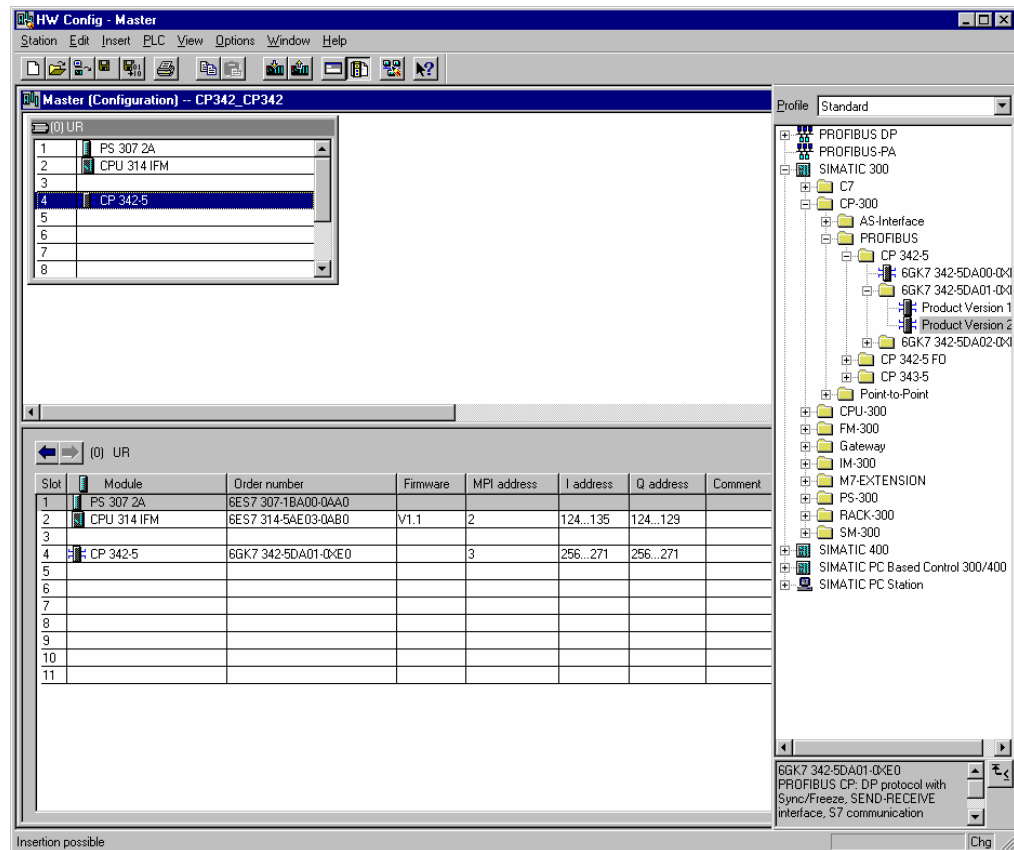 HW Config - Master
Station Edit Insert PLC View Options Window Help
Master (Configuration) -- CP342_CP342
(0) UR
1 PS 307 2A
2 CPU 314 IFM
3
4 CP 342-5
5
6
7
8
(0) UR
Slot Module Order number Firmware MPI address I address Q address Comment
1 PS 307 2A 6ES7 307-1BA00-0AA0
2 CPU 314 IFM 6ES7 314-5AE03-0AB0 V1.1 2 124...135 124...129
3
4 CP 342-5 6GK7 342-5DA01-0XE0 3 256...271 256...271
5
6
7
8
9
10
11
Profile Standard
PROFIBUS DP
PROFIBUS-PA
SIMATIC 300
C7
CP-300
AS-Interface
PROFIBUS
CP 342-5
6GK7 342-5DA00-0X
6GK7 342-5DA01-0X
Product Version 1
Product Version 2
6GK7 342-5DA02-0X
CP 342-5 FO
CP 343-5
Point-to-Point
CPU-300
FM-300
Gateway
IM-300
M7-EXTENSION
PS-300
RACK-300
SM-300
SIMATIC 400
SIMATIC PC Based Control 300/400
SIMATIC PC Station
6GK7 342-5DA01-0XE0
PROFIBUS CP: DP protocol with
Sync/Freeze, SEND-RECEIVE
interface, S7 communication
Insertion possible
Chg